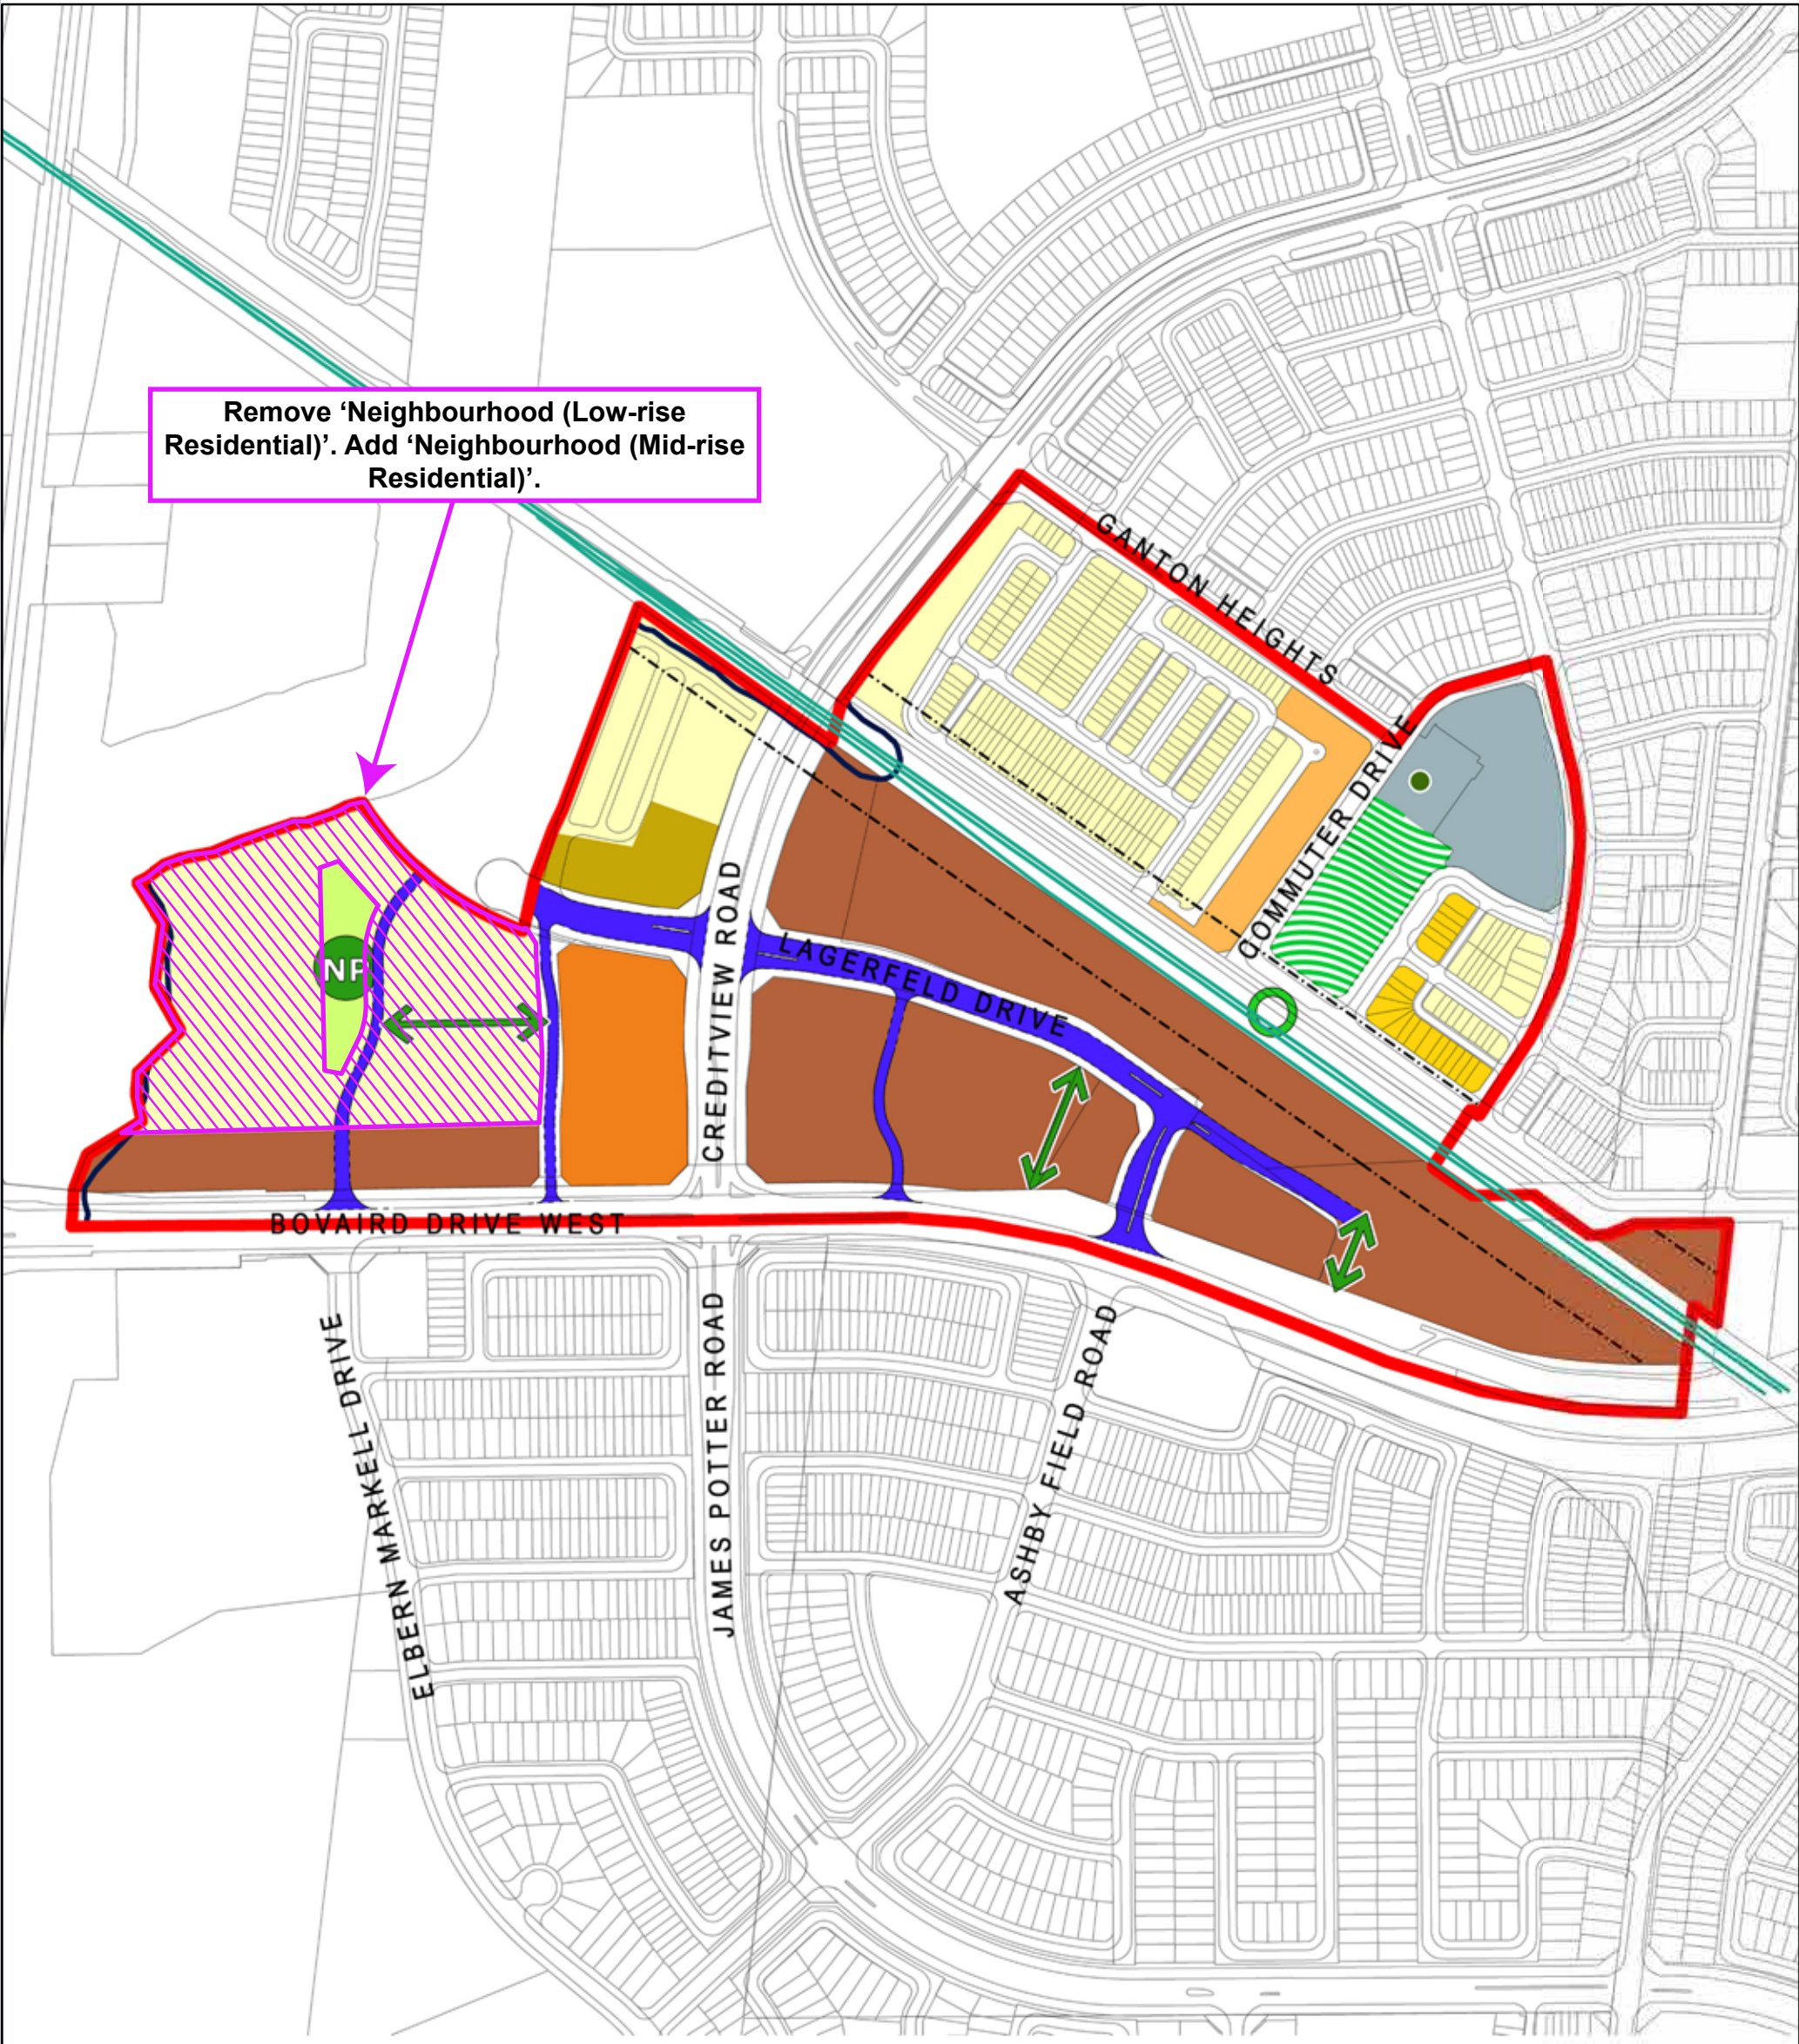 Remove ‘Neighbourhood (Low-rise
Residential)’. Add ‘Neighbourhood (Mid-rise
Residential)’.
GANTON HEIGHTS
COMMUTER DRIVE
NP
CREDITVIEW ROAD
LAGERFELD DRIVE
BOVAIRD DRIVE WEST
ELBERN MARKELL DRIVE
JAMES POTTER ROAD
ASHBY FIELD ROAD